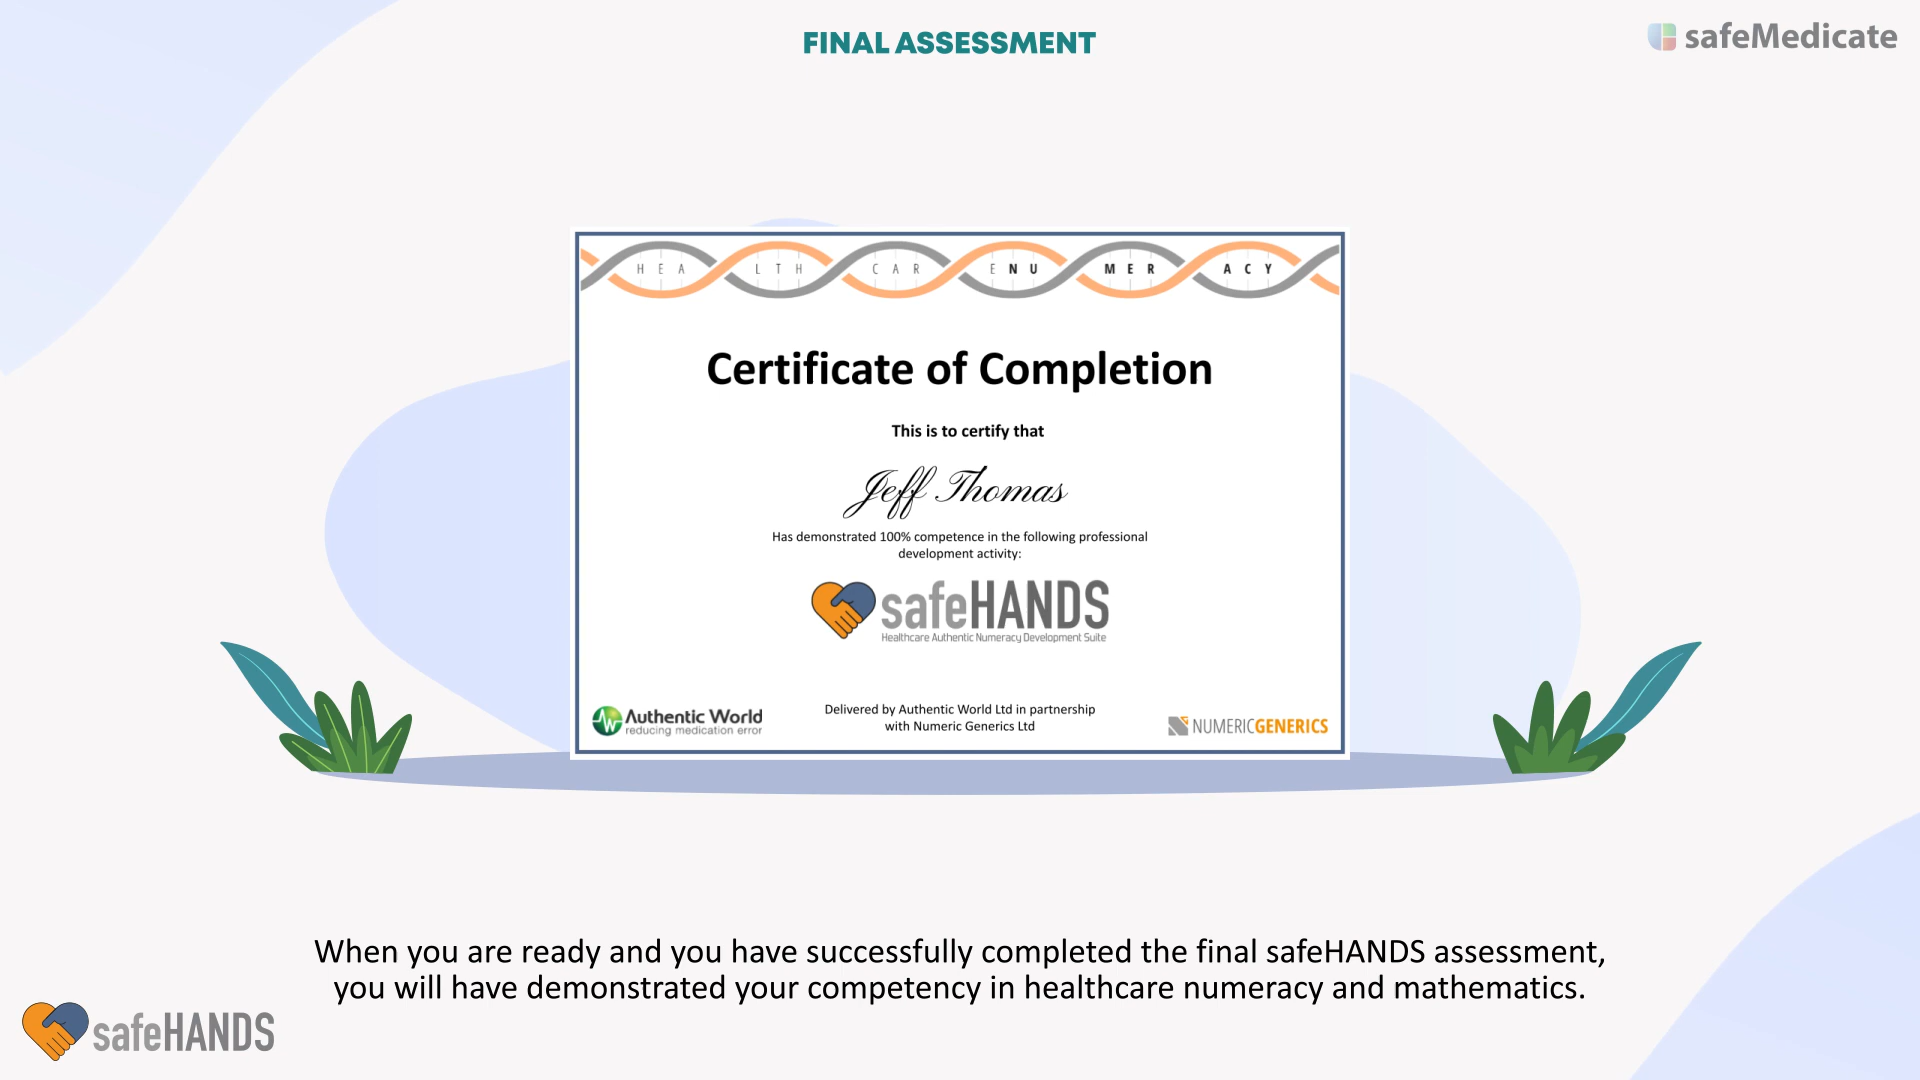 FINAL ASSESSMENT
safeMedicate
HEALTHCARENUMERACY
Certificate of Completion
This is to certify that
Jeff Thomas
Has demonstrated 100% competence in the following professional
development activity:
safeHANDS
Healthcare Authentic Numeracy Development Suite
Authentic World
reducing medication error
Delivered by Authentic World Ltd in partnership
with Numeric Generics Ltd
NUMERICGENERICS
When you are ready and you have successfully completed the final safeHANDS assessment,
you will have demonstrated your competency in healthcare numeracy and mathematics.
safeHANDS